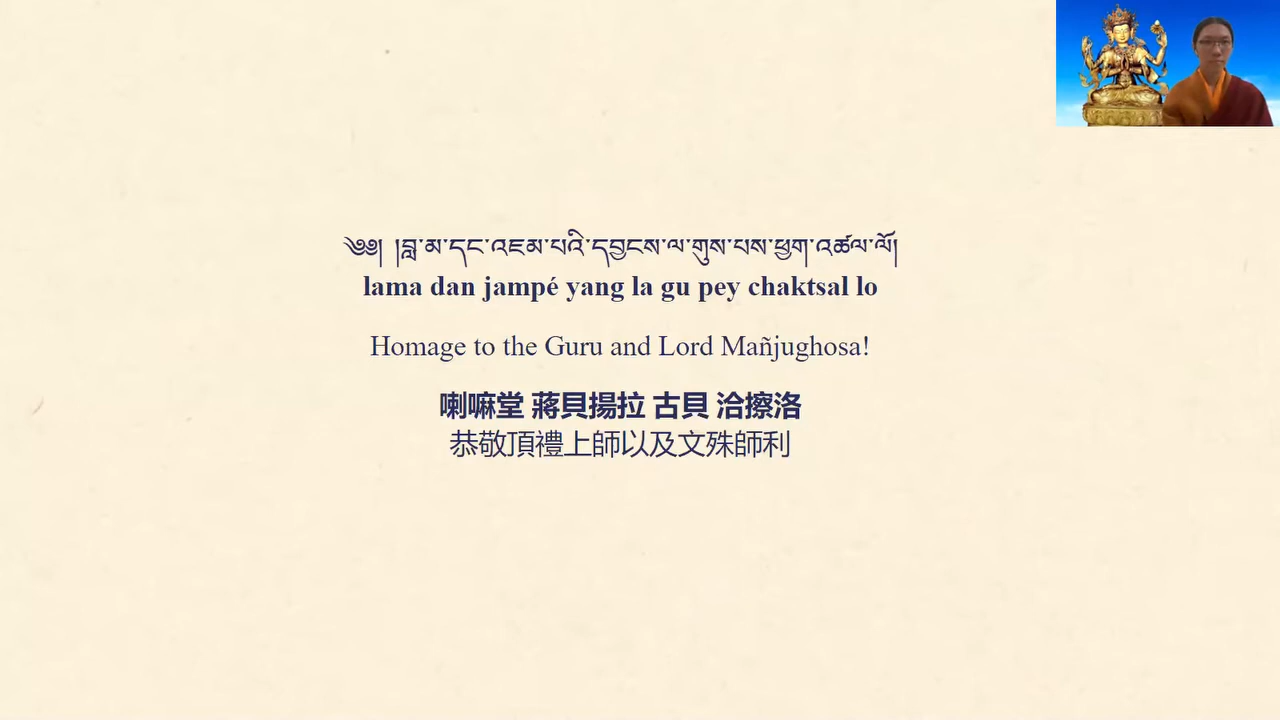 ༄༅། །བླ་མ་དང་འཇམ་པའི་དབྱངས་ལ་གུས་པས་ཕྱག་འཚལ་ལོ།
lama dan jampé yang la gu pey chaktsal lo
Homage to the Guru and Lord Mañjughosa!
喇嘛堂 蔣貝揚拉 古貝 洽擦洛
恭敬頂禮上師以及文殊師利